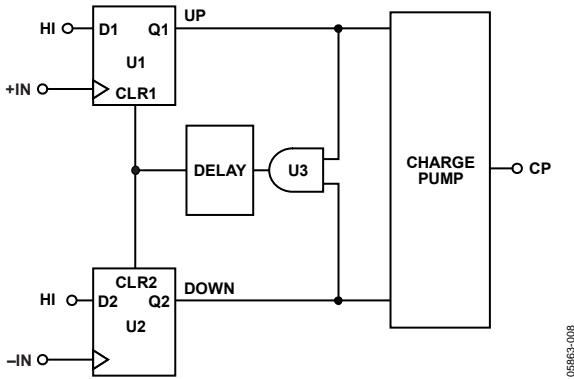 UP
HI
D1 Q1
U1
+IN
CLR1
DELAY
U3
CHARGE
PUMP
CP
CLR2
DOWN
HI
D2 Q2
U2
–IN
05863-008